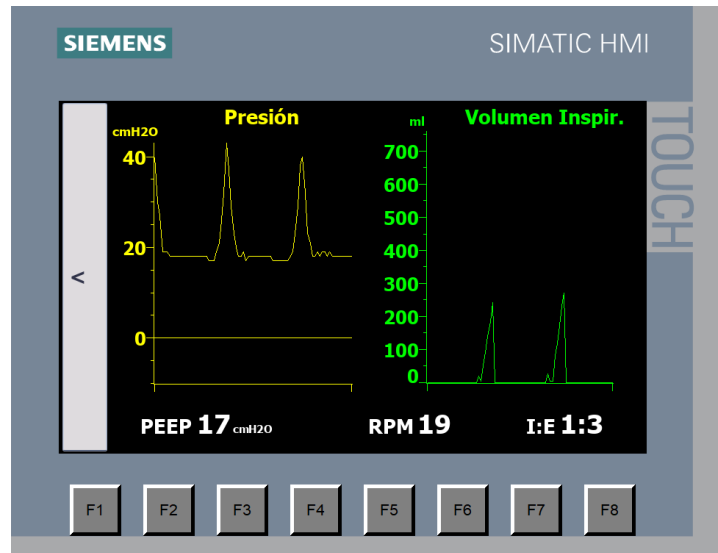 SIEMENS
SIMATIC HMI
TOUCH
<
Presión
cmH2O
40
20
0
Volumen Inspir.
ml
700
600
500
400
300
200
100
0
PEEP 17 cmH2O
RPM 19
I:E 1:3
F1
F2
F3
F4
F5
F6
F7
F8